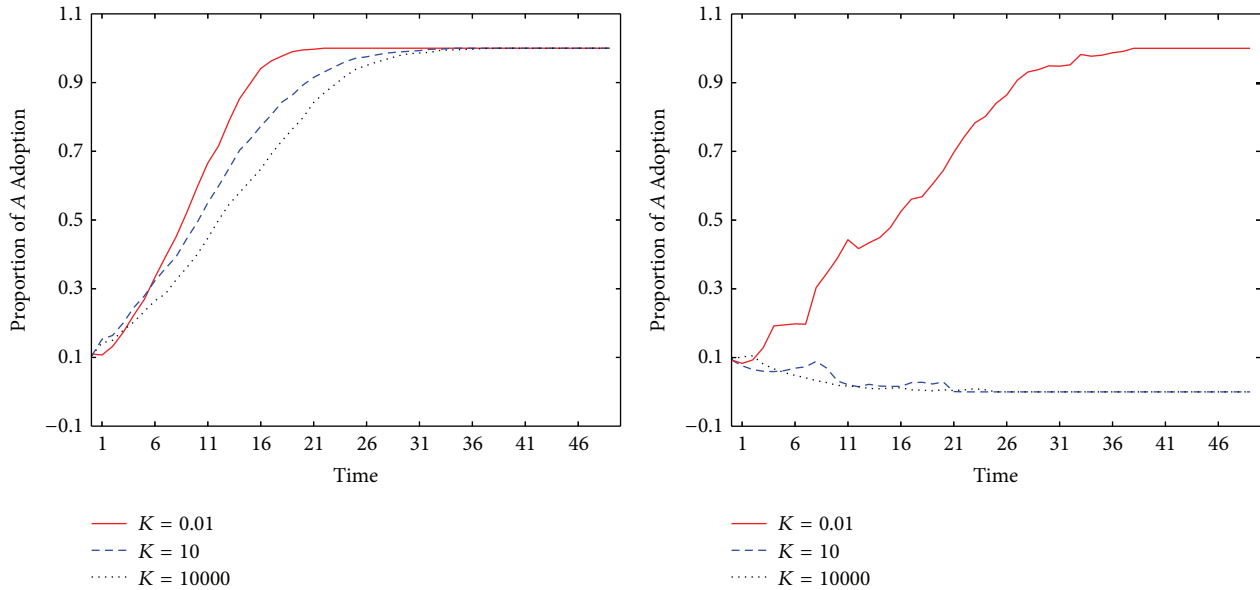 1.1
0.9
0.7
0.5
0.3
0.1
−0.1
Proportion of A Adoption
1 6 11 16 21 26 31 36 41 46
Time
K = 0.01
K = 10
K = 10000
1.1
0.9
0.7
0.5
0.3
0.1
−0.1
Proportion of A Adoption
1 6 11 16 21 26 31 36 41 46
Time
K = 0.01
K = 10
K = 10000